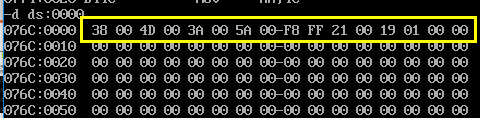 -d ds:0000
076C:0000 38 00 4D 00 3A 00 5A 00-F8 FF 21 00 19 01 00 00
076C:0010 00 00 00 00 00 00 00 00-00 00 00 00 00 00 00 00
076C:0020 00 00 00 00 00 00 00 00-00 00 00 00 00 00 00 00
076C:0030 00 00 00 00 00 00 00 00-00 00 00 00 00 00 00 00
076C:0040 00 00 00 00 00 00 00 00-00 00 00 00 00 00 00 00
076C:0050 00 00 00 00 00 00 00 00-00 00 00 00 00 00 00 00